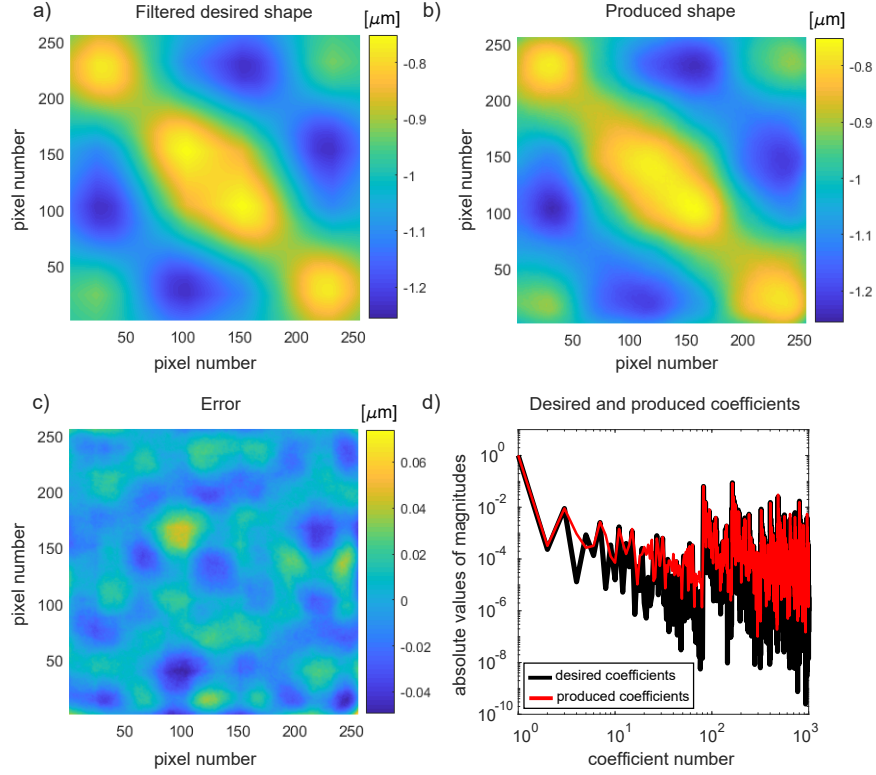 a) Filtered desired shape [μm]
250
200
150
100
50
50 100 150 200 250
pixel number
pixel number
-0.8
-0.9
-1
-1.1
-1.2
b) Produced shape [μm]
250
200
150
100
50
50 100 150 200 250
pixel number
pixel number
-0.8
-0.9
-1
-1.1
-1.2
c) Error [μm]
250
200
150
100
50
50 100 150 200 250
pixel number
pixel number
0.06
0.04
0.02
0
-0.02
-0.04
d) Desired and produced coefficients
absolute values of magnitudes
10^0
10^-2
10^-4
10^-6
10^-8
10^-10
desired coefficients
produced coefficients
10^0 10^1 10^2 10^3
coefficient number